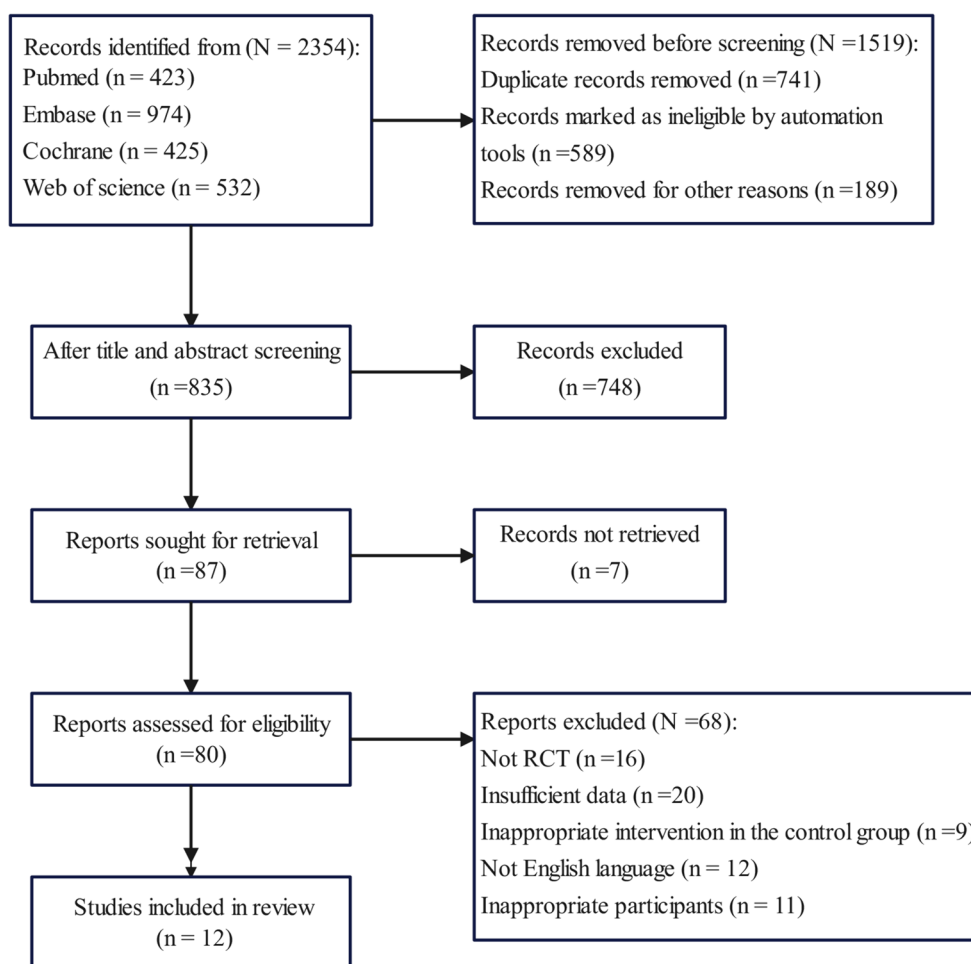 Records identified from (N = 2354):
Pubmed (n = 423)
Embase (n = 974)
Cochrane (n = 425)
Web of science (n = 532)
Records removed before screening (N =1519):
Duplicate records removed (n =741)
Records marked as ineligible by automation
tools (n =589)
Records removed for other reasons (n =189)
After title and abstract screening
(n =835)
Records excluded
(n =748)
Reports sought for retrieval
(n =87)
Records not retrieved
(n =7)
Reports assessed for eligibility
(n =80)
Reports excluded (N =68):
Not RCT (n =16)
Insufficient data (n =20)
Inappropriate intervention in the control group (n =9)
Not English language (n = 12)
Inappropriate participants (n = 11)
Studies included in review
(n = 12)